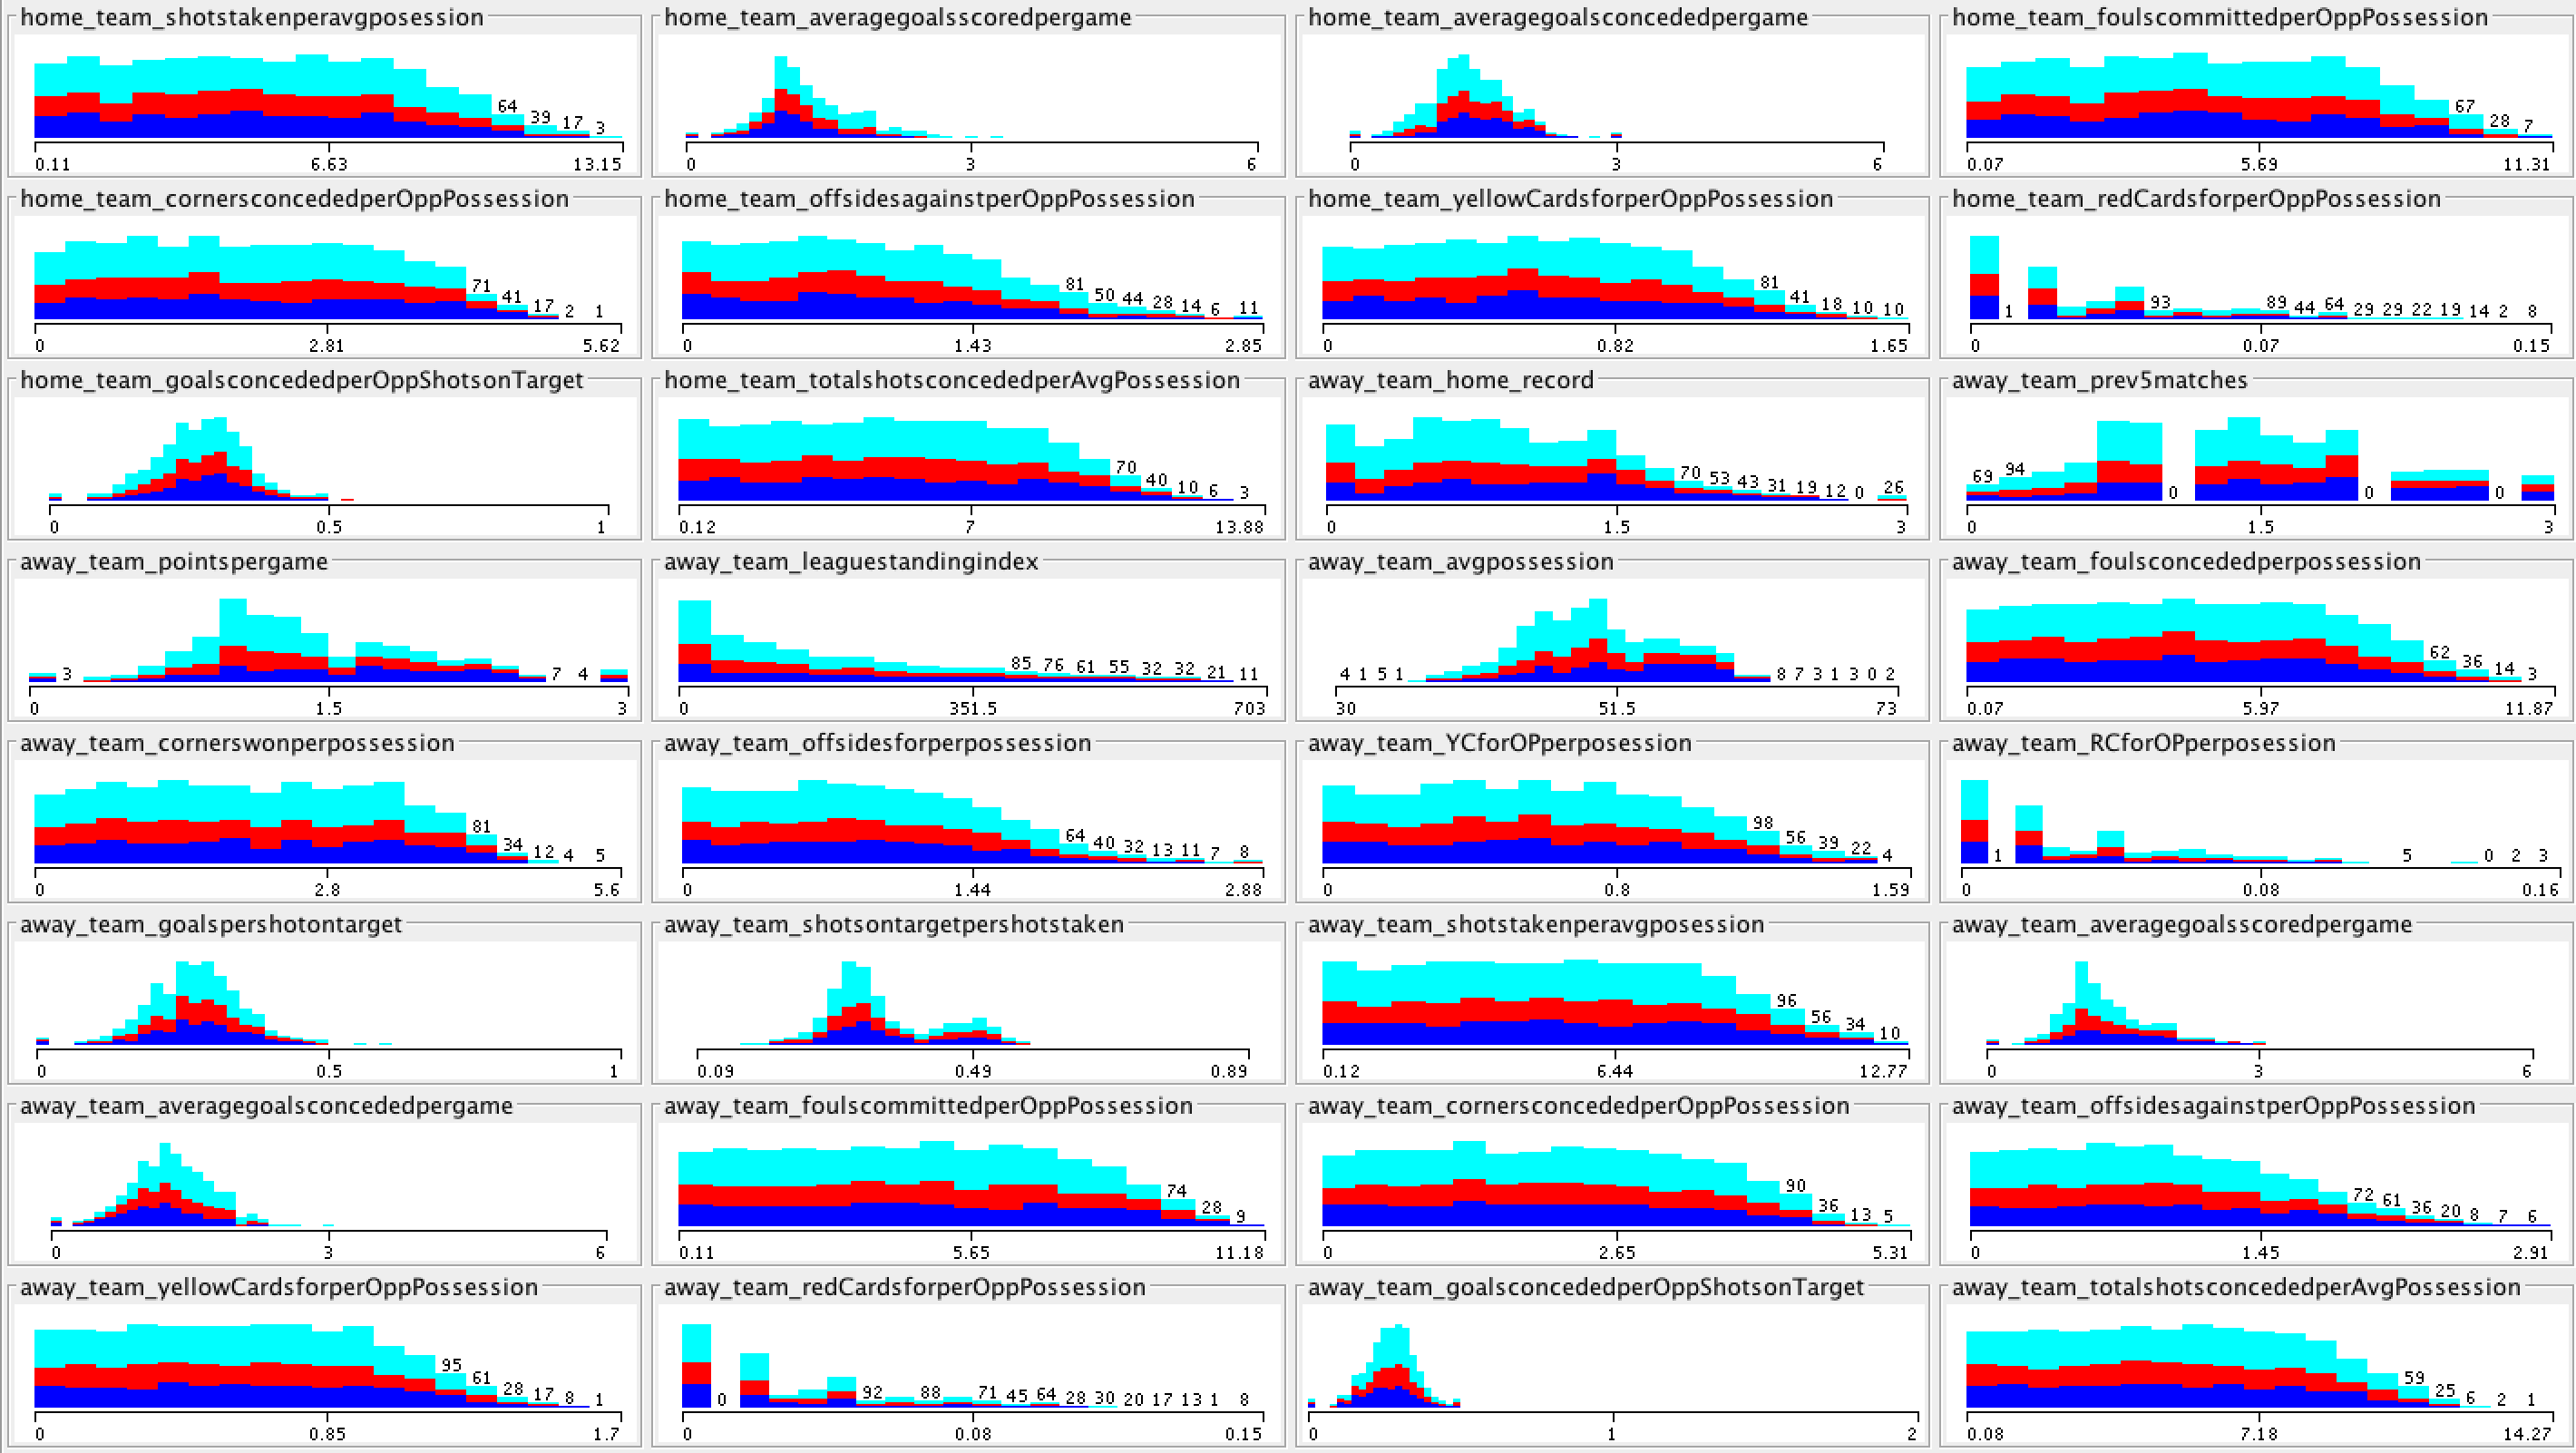 home_team_shotstakenperavgposession
64 39 17 3
0.11 6.63 13.15
home_team_averagegoalsscoredpergame
0 3 6
home_team_averagegoalsconcededpergame
0 3 6
home_team_foulscommittedperOppPossession
67 28 7
0.07 5.69 11.31
home_team_cornersconcededperOppPossession
71 41 17 2 1
0 2.81 5.62
home_team_offsidesagainstperOppPossession
81 50 44 28 14 6 11
0 1.43 2.85
home_team_yellowCardsforperOppPossession
81 41 18 10 10
0 0.82 1.65
home_team_redCardsforperOppPossession
1 93 89 44 64 29 29 22 19 14 2 8
0 0.07 0.15
home_team_goalsconcededperOppShotsonTarget
0 0.5 1
home_team_totalshotsconcededperAvgPossession
70 40 10 6 3
0.12 7 13.88
away_team_home_record
70 53 43 31 19 12 0 26
0 1.5 3
away_team_prev5matches
69 94 0 0 0
0 1.5 3
away_team_pointspergame
3 7 4
0 1.5 3
away_team_leaguestandingindex
85 76 61 55 32 32 21 11
0 351.5 703
away_team_avgpossession
4 1 5 1 8 7 3 1 3 0 2
30 51.5 73
away_team_foulsconcededperpossession
62 36 14 3
0.07 5.97 11.87
away_team_cornerswonperpossession
81 34 12 4 5
0 2.8 5.6
away_team_offsidesforperpossession
64 40 32 13 11 7 8
0 1.44 2.88
away_team_YCforOPperposession
98 56 39 22 4
0 0.8 1.59
away_team_RCforOPperposession
1 5 0 2 3
0 0.08 0.16
away_team_goalspershotontarget
0 0.5 1
away_team_shotsontargetpershotstaken
0.09 0.49 0.89
away_team_shotstakenperavgposession
96 56 34 10
0.12 6.44 12.77
away_team_averagegoalsscoredpergame
0 3 6
away_team_averagegoalsconcededpergame
0 3 6
away_team_foulscommittedperOppPossession
74 28 9
0.11 5.65 11.18
away_team_cornersconcededperOppPossession
90 36 13 5
0 2.65 5.31
away_team_offsidesagainstperOppPossession
72 61 36 20 8 7 6
0 1.45 2.91
away_team_yellowCardsforperOppPossession
95 61 28 17 8 1
0 0.85 1.7
away_team_redCardsforperOppPossession
0 92 88 71 45 64 28 30 20 17 13 1 8
0 0.08 0.15
away_team_goalsconcededperOppShotsonTarget
0 1 2
away_team_totalshotsconcededperAvgPossession
59 25 6 2 1
0.08 7.18 14.27